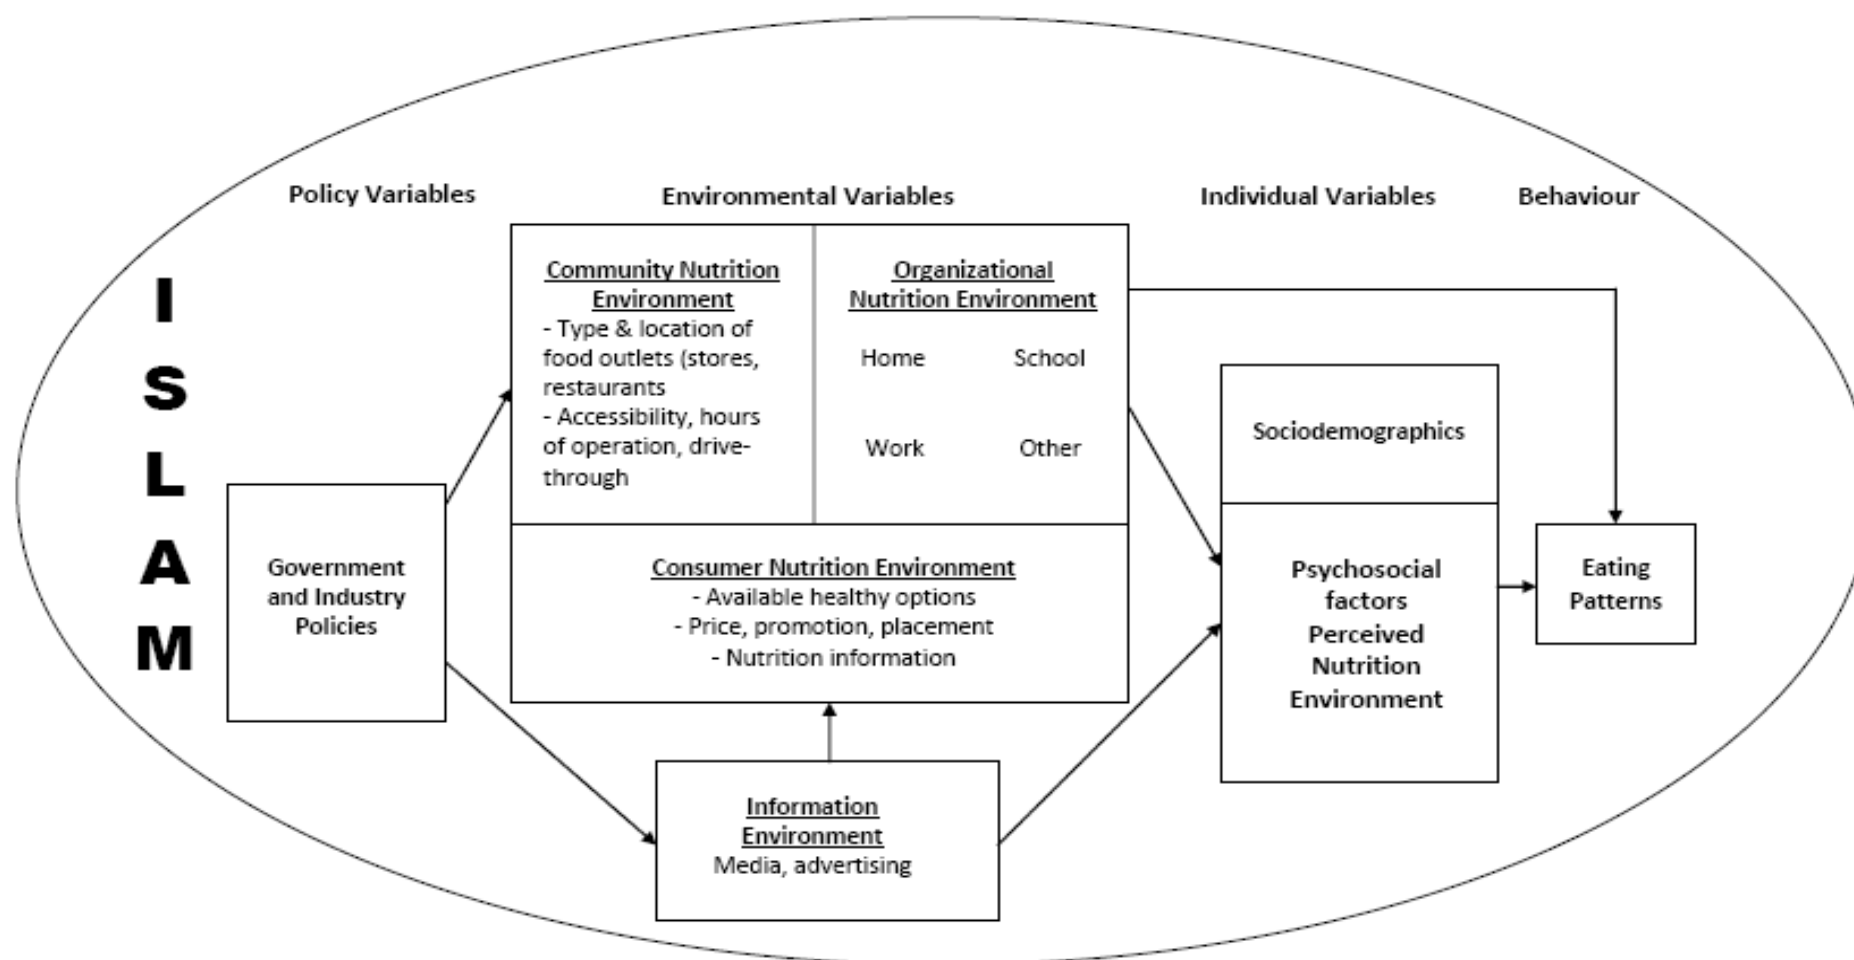 Policy Variables
Environmental Variables
Individual Variables
Behaviour
I
S
L
A
M
Government
and Industry
Policies
Community Nutrition
Environment
- Type & location of
food outlets (stores,
restaurants
- Accessibility, hours
of operation, drive-
through
Organizational
Nutrition Environment
Home School
Work Other
Consumer Nutrition Environment
- Available healthy options
- Price, promotion, placement
- Nutrition information
Information
Environment
Media, advertising
Sociodemographics
Psychosocial
factors
Perceived
Nutrition
Environment
Eating
Patterns